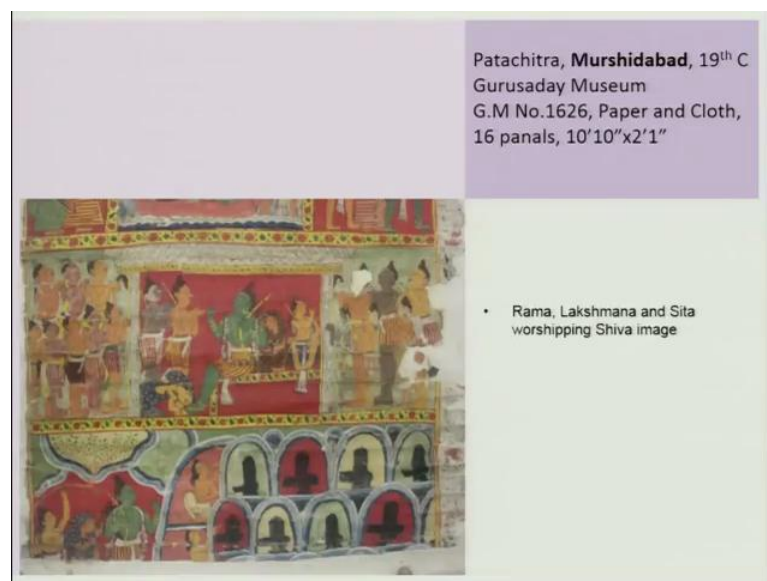 Patachitra, Murshidabad, 19th C
Gurusaday Museum
G.M No.1626, Paper and Cloth,
16 panals, 10’10”x2’1”
• Rama, Lakshmana and Sita
worshipping Shiva image